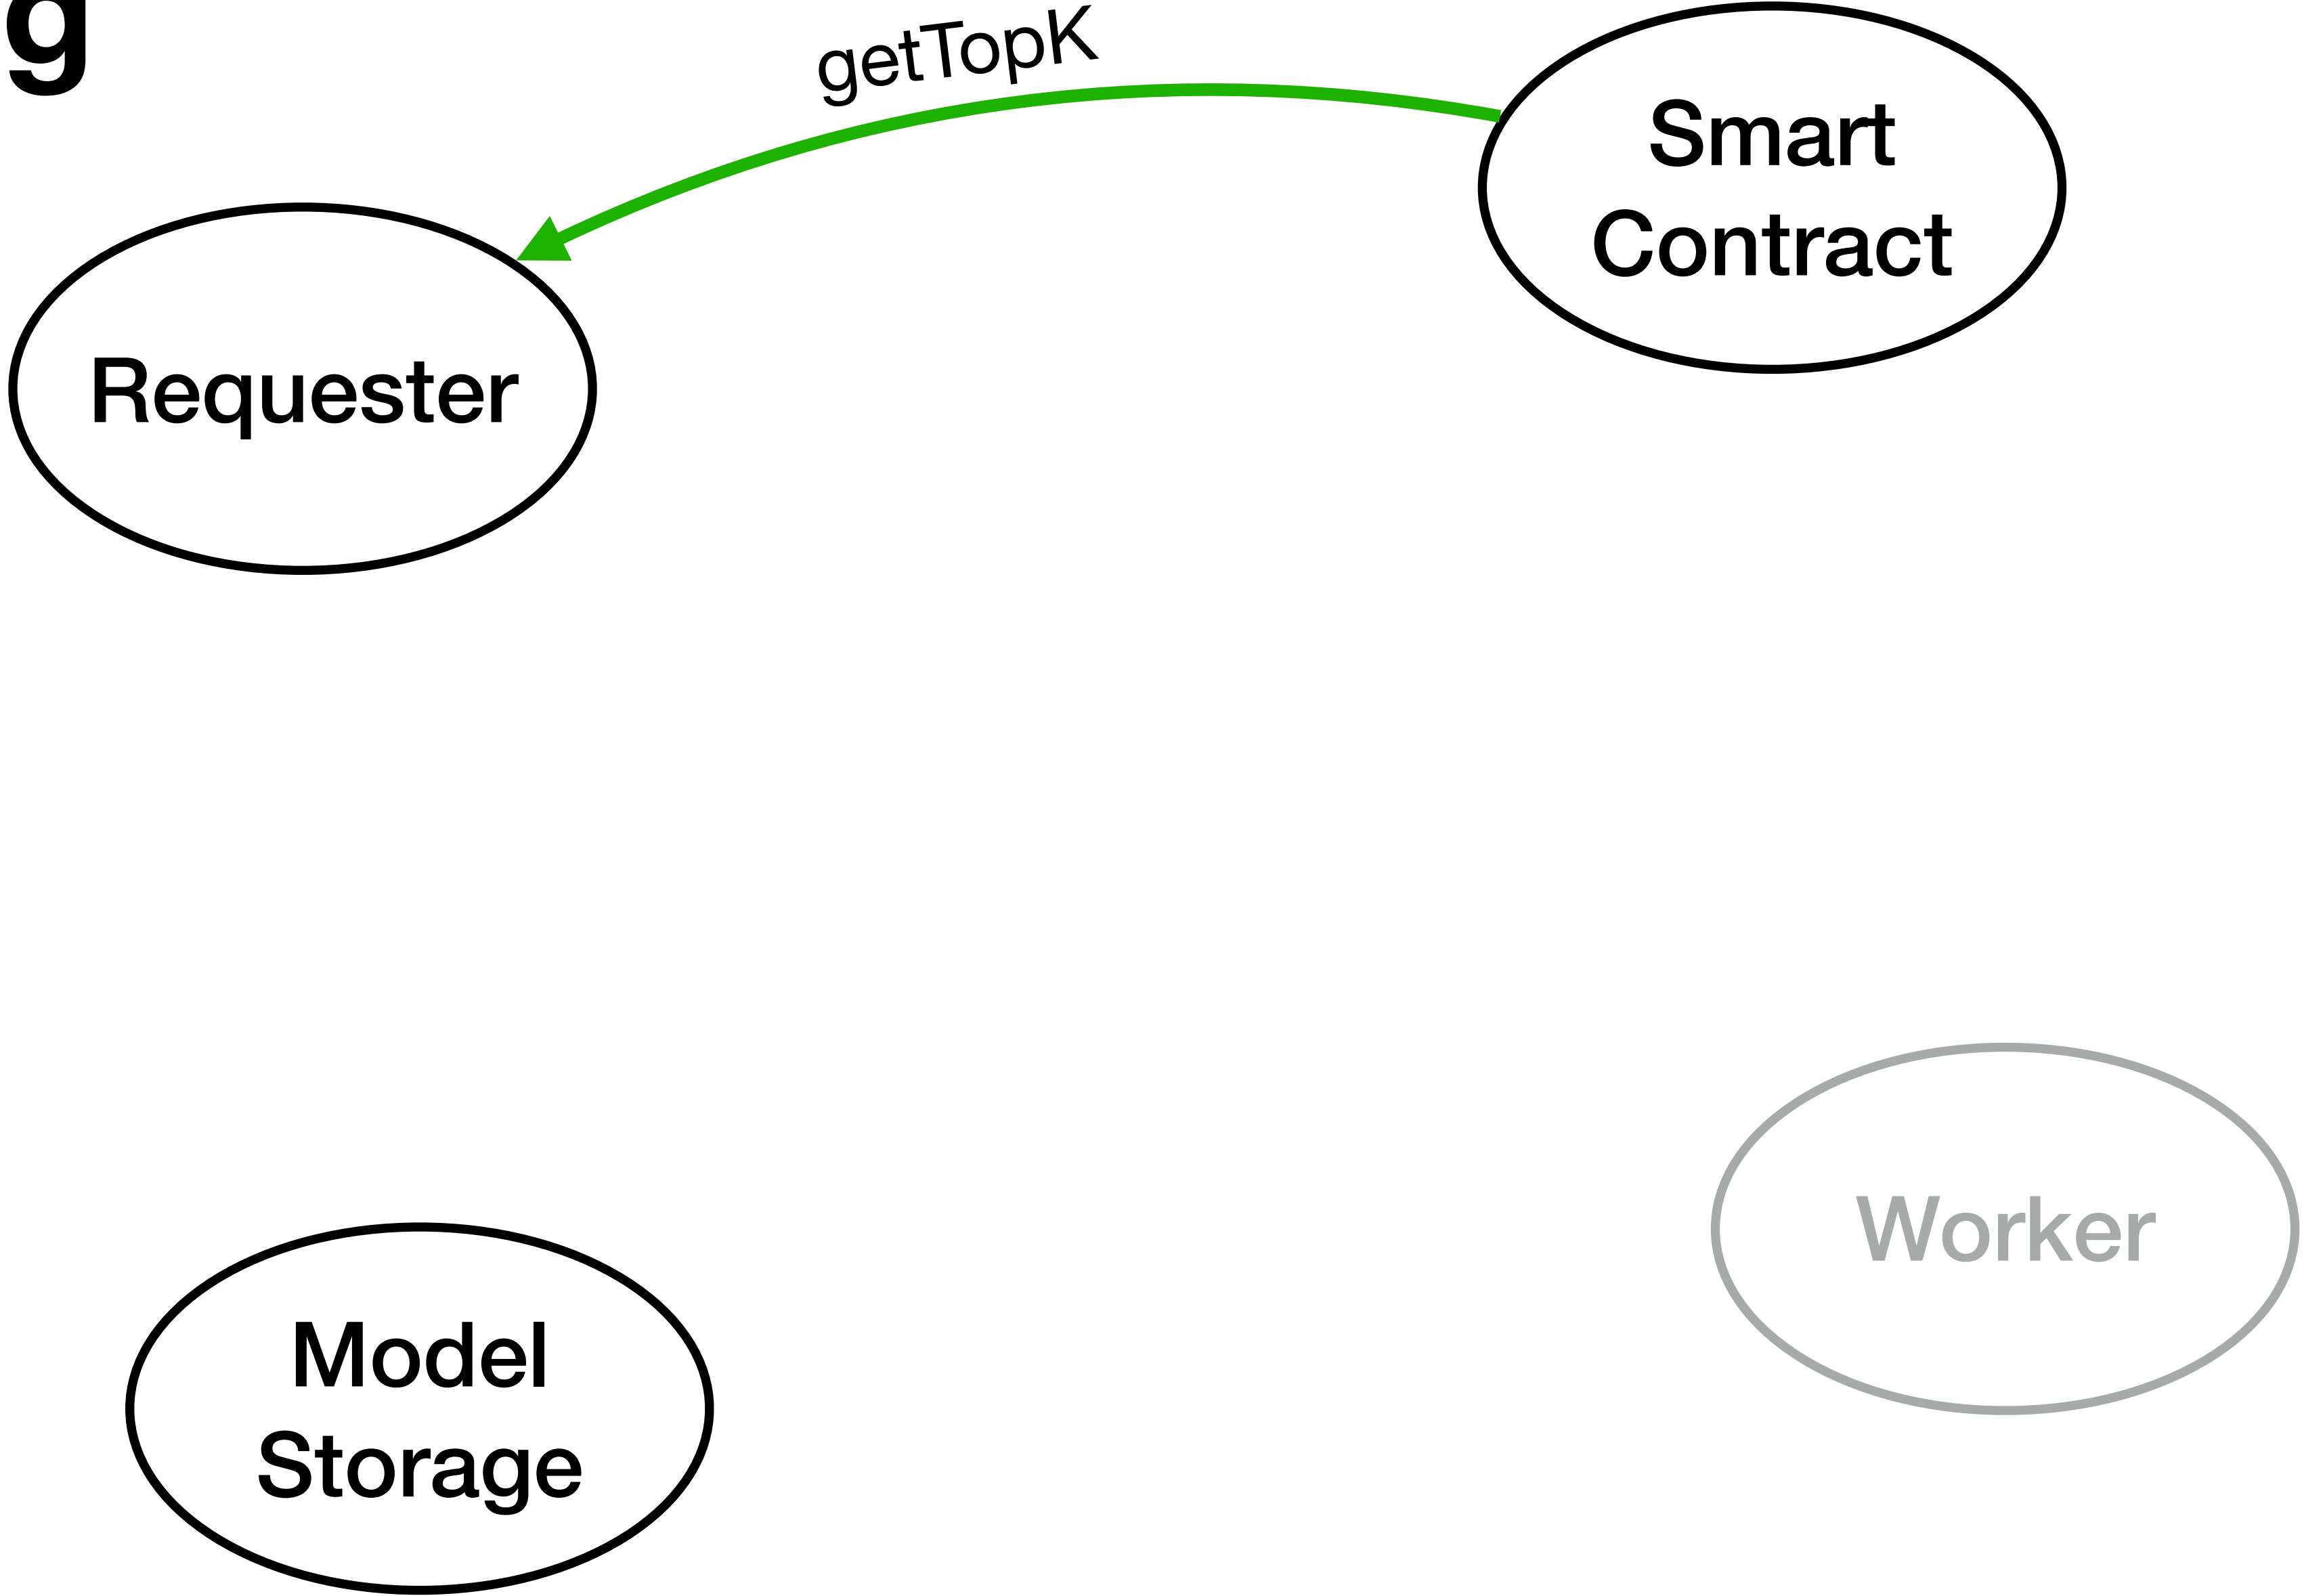 g
getTopK
Smart
Contract
Requester
Worker
Model
Storage